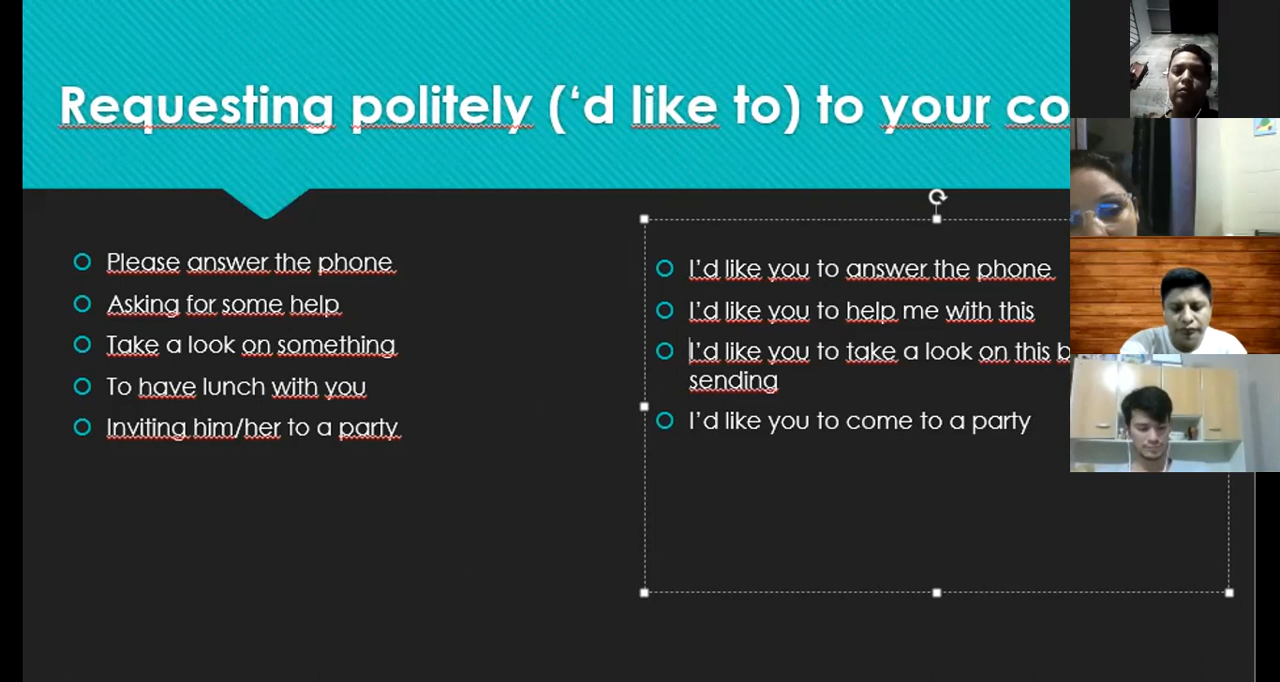 Requesting politely (‘d like to) to your co
Please answer the phone
Asking for some help
Take a look on something
To have lunch with you
Inviting him/her to a party
I’d like you to answer the phone
I’d like you to help me with this
I’d like you to take a look on this b
sending
I’d like you to come to a party